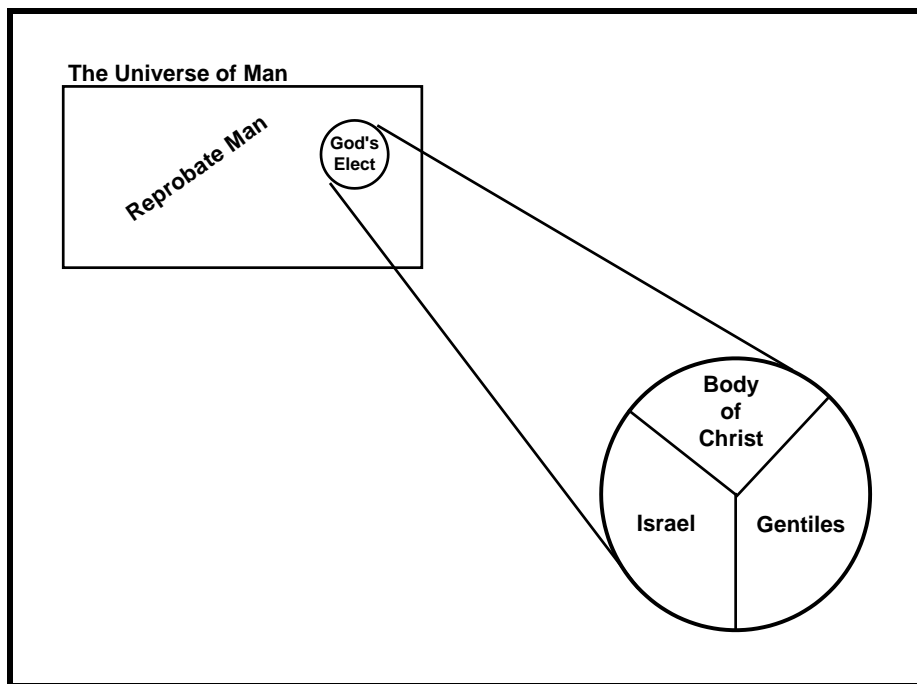 The Universe of Man
Reprobate Man
God's
Elect
Body
of
Christ
Israel
Gentiles